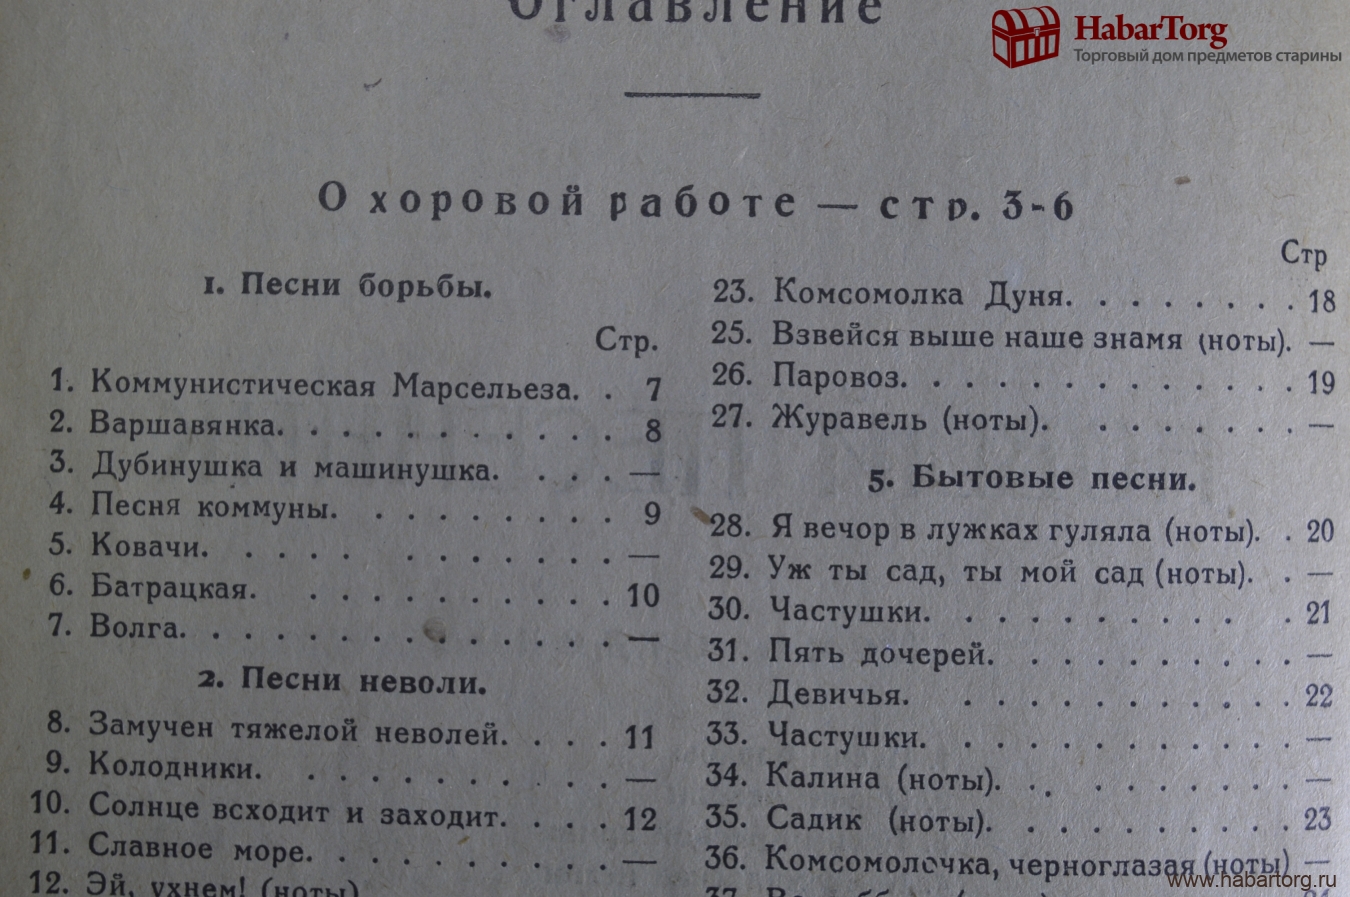 Оглавление
HabarTorg
Торговый дом предметов старины
О хоровой работе — стр. 3-6
1. Песни борьбы.
Стр.
1. Коммунистическая Марсельеза. . 7
2. Варшавянка. . . . . . . . . . . 8
3. Дубинушка и машинушка. . . . . —
4. Песня коммуны. . . . . . . . . 9
5. Ковачи. . . . . . . . . . . . —
6. Батрацкая. . . . . . . . . . . 10
7. Волга. . . . . . . . . . . . . . —
2. Песни неволи.
8. Замучен тяжелой неволей. . . . 11
9. Колодники. . . . . . . . . . . —
10. Солнце всходит и заходит. . . . 12
11. Славное море. . . . . . . . . . —
12. Эй, ухнем! (ноты)
Стр
23. Комсомолка Дуня. . . . . . . . 18
25. Взвейся выше наше знамя (ноты). —
26. Паровоз. . . . . . . . . . . . . 19
27. Журавель (ноты). . . . . . . . —
5. Бытовые песни.
28. Я вечор в лужках гуляла (ноты). . 20
29. Уж ты сад, ты мой сад (ноты). . —
30. Частушки. . . . . . . . . . . 21
31. Пять дочерей. . . . . . . . . . —
32. Девичья. . . . . . . . . . . . 22
33. Частушки. . . . . . . . . . . . —
34. Калина (ноты). . . . . . . . . —
35. Садик (ноты). . . . . . . . . . 23
36. Комсомолочка, черноглазая (ноты) —
37.
www.habartorg.ru